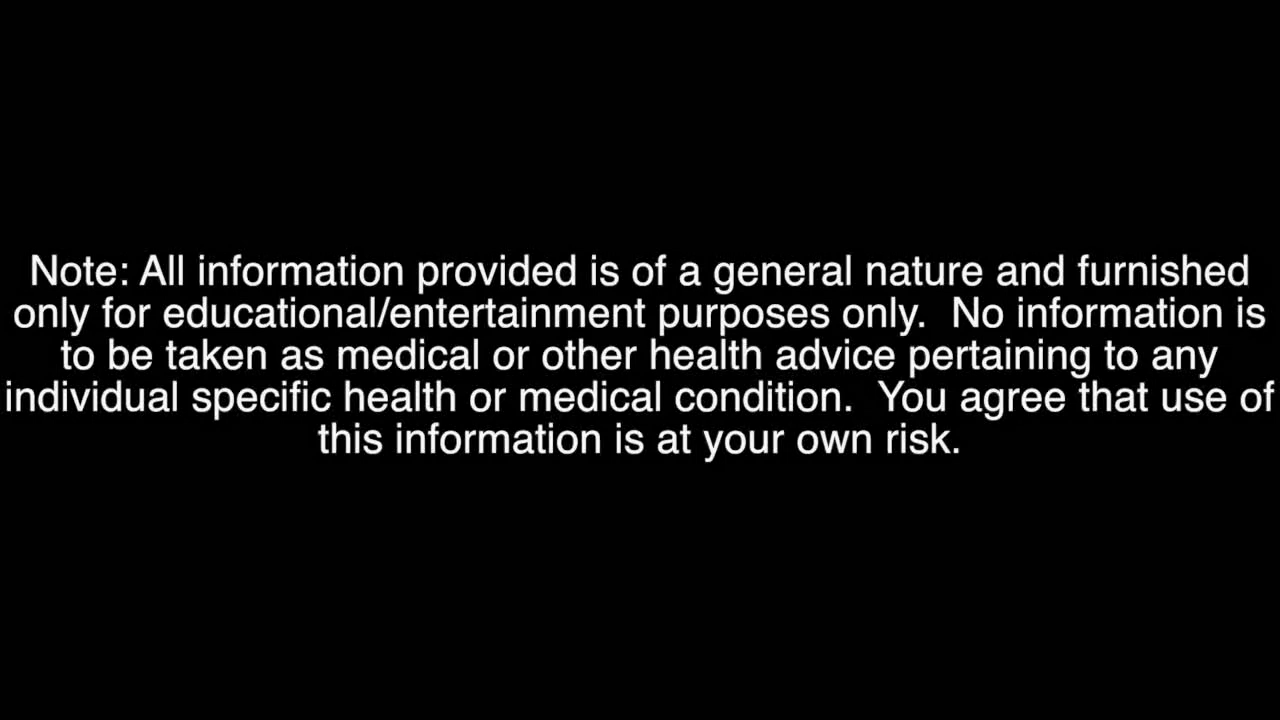 Note: All information provided is of a general nature and furnished
only for educational/entertainment purposes only.  No information is
to be taken as medical or other health advice pertaining to any
individual specific health or medical condition.  You agree that use of
this information is at your own risk.